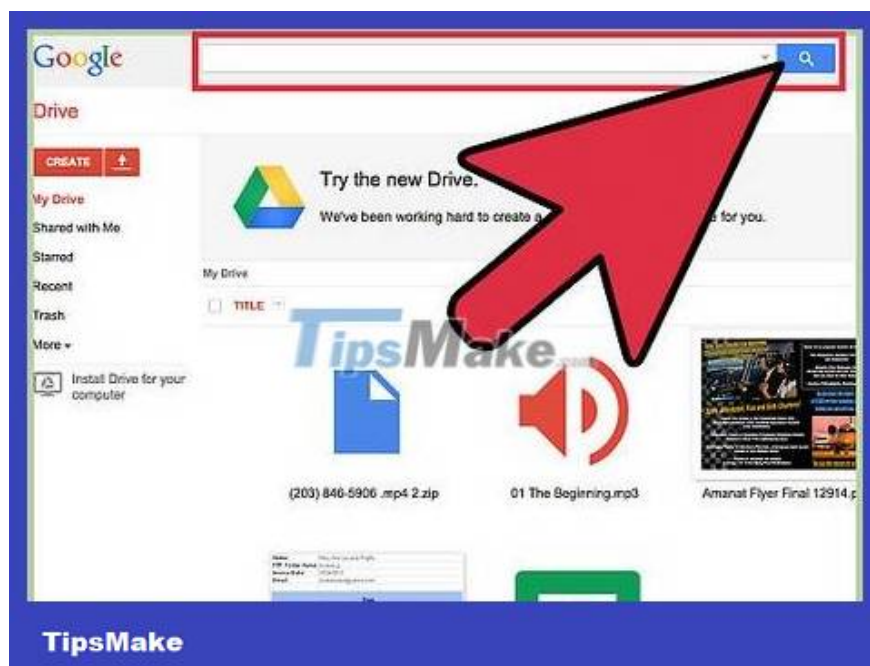 Google
Drive
CREATE
My Drive
Shared with Me
Starred
Recent
Trash
More
Install Drive for your
computer
Try the new Drive.
We've been working hard to create a
for you.
My Drive
TITLE
TipsMake.com
(203) 846-5906 .mp4 2.zip
01 The Beginning.mp3
Amanat Flyer Final 12914.p
TipsMake